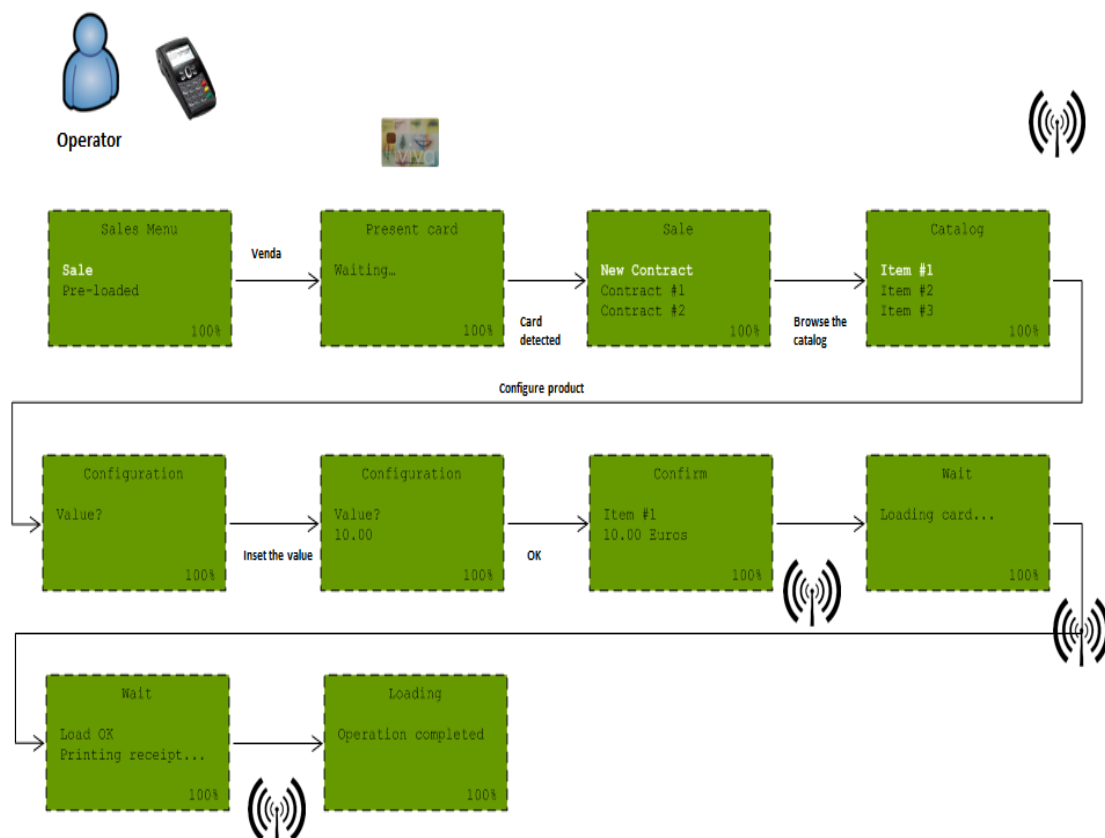 Operator
VIVO
Sales Menu
Sale
Pre-loaded
100%
Venda
Present card
Waiting…
100%
Card
detected
Sale
New Contract
Contract #1
Contract #2
100%
Browse the
catalog
Catalog
Item #1
Item #2
Item #3
100%
Configure product
Configuration
Value?
100%
Inset the value
Configuration
Value?
10.00
100%
OK
Confirm
Item #1
10.00 Euros
100%
Wait
Loading card...
100%
Wait
Load OK
Printing receipt...
100%
Loading
Operation completed
100%